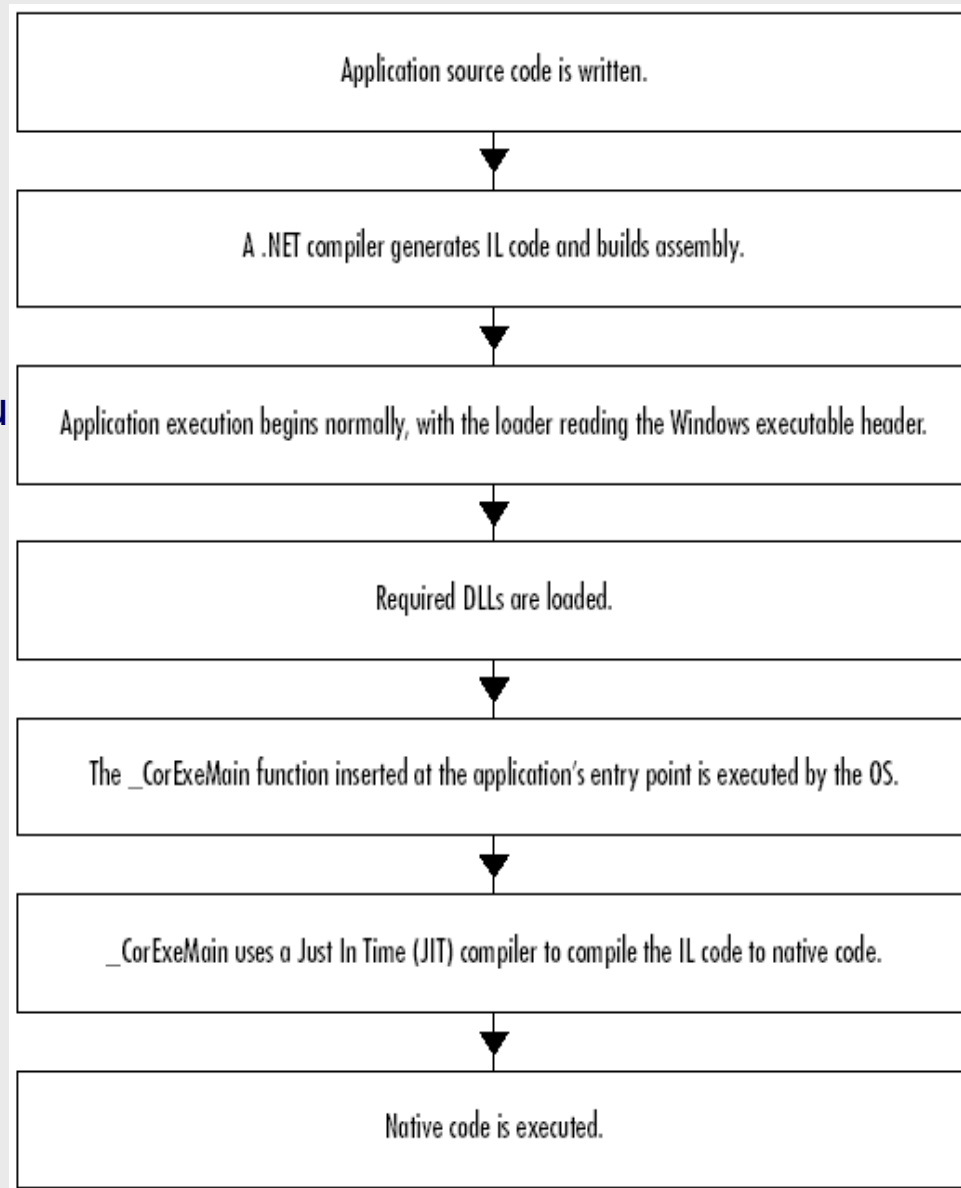 Application source code is written.
A .NET compiler generates IL code and builds assembly.
Application execution begins normally, with the loader reading the Windows executable header.
Required DLLs are loaded.
The _CorExeMain function inserted at the application's entry point is executed by the OS.
_CorExeMain uses a Just In Time (JIT) compiler to compile the IL code to native code.
Native code is executed.